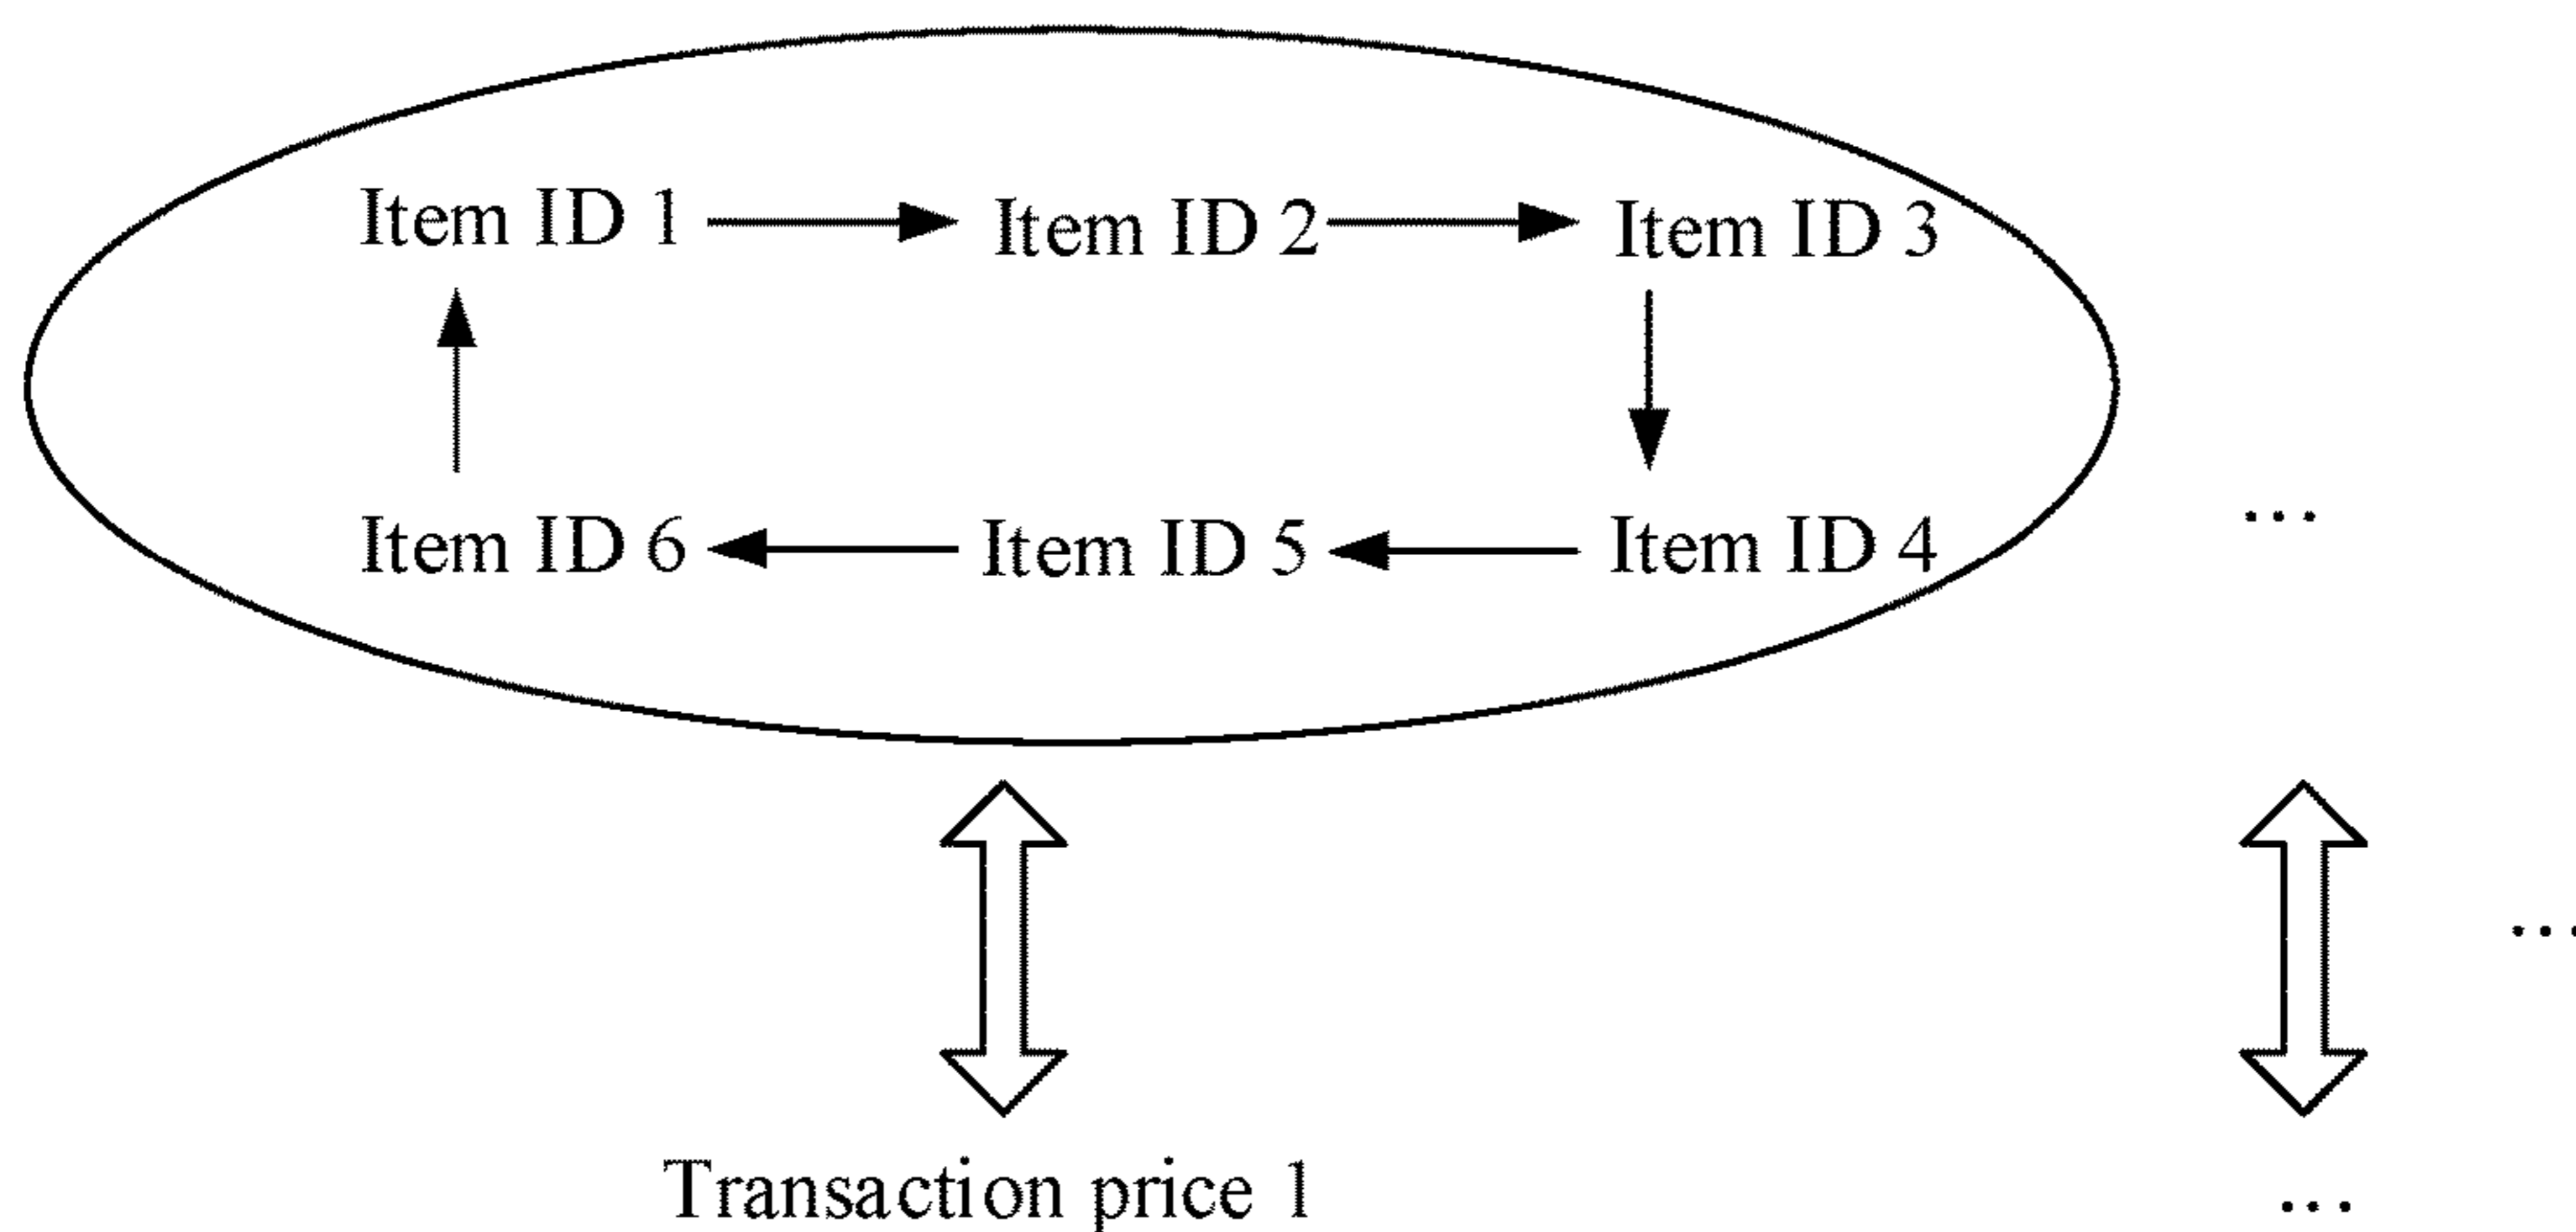 Item ID 1 Item ID 2 Item ID 3
Item ID 6 Item ID 5 Item ID 4
...
...
Transaction price 1 ...